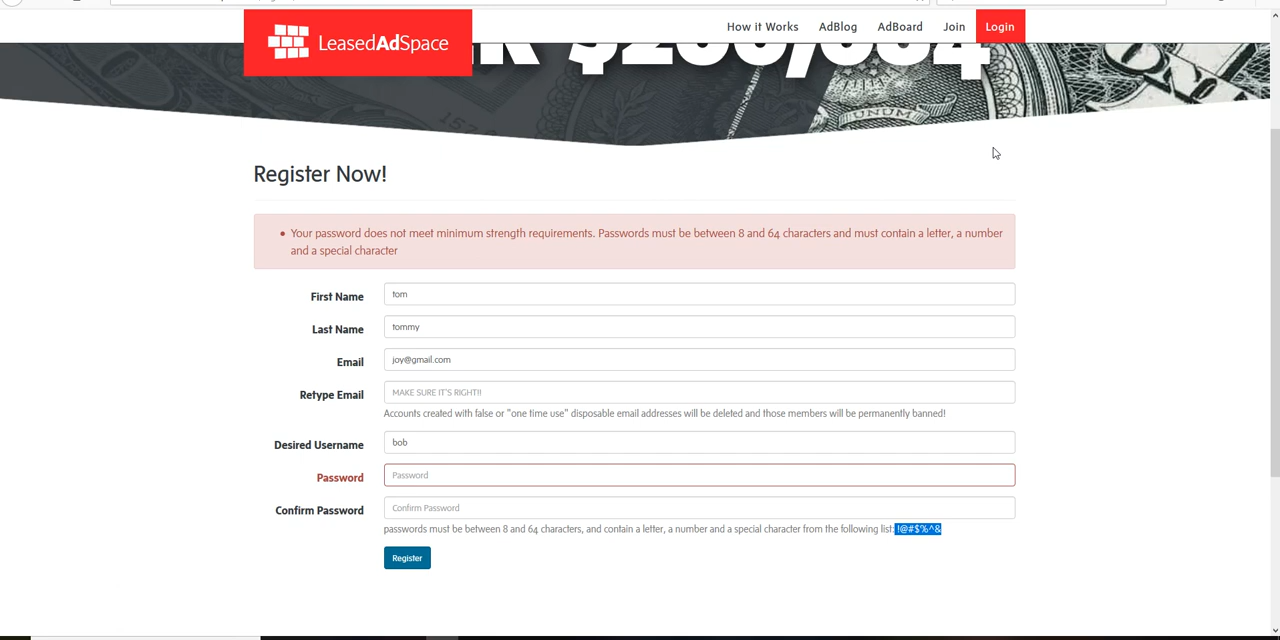 How it Works AdBlog AdBoard Join Login
LeasedAdSpace
UNUM
Register Now!
Your password does not meet minimum strength requirements. Passwords must be between 8 and 64 characters and must contain a letter, a number
and a special character
First Name tom
Last Name tommy
Email joy@gmail.com
Retype Email MAKE SURE IT'S RIGHT!!
Accounts created with false or "one time use" disposable email addresses will be deleted and those members will be permanently banned!
Desired Username bob
Password Password
Confirm Password Confirm Password
passwords must be between 8 and 64 characters, and contain a letter, a number and a special character from the following list: !@#$%^&
Register